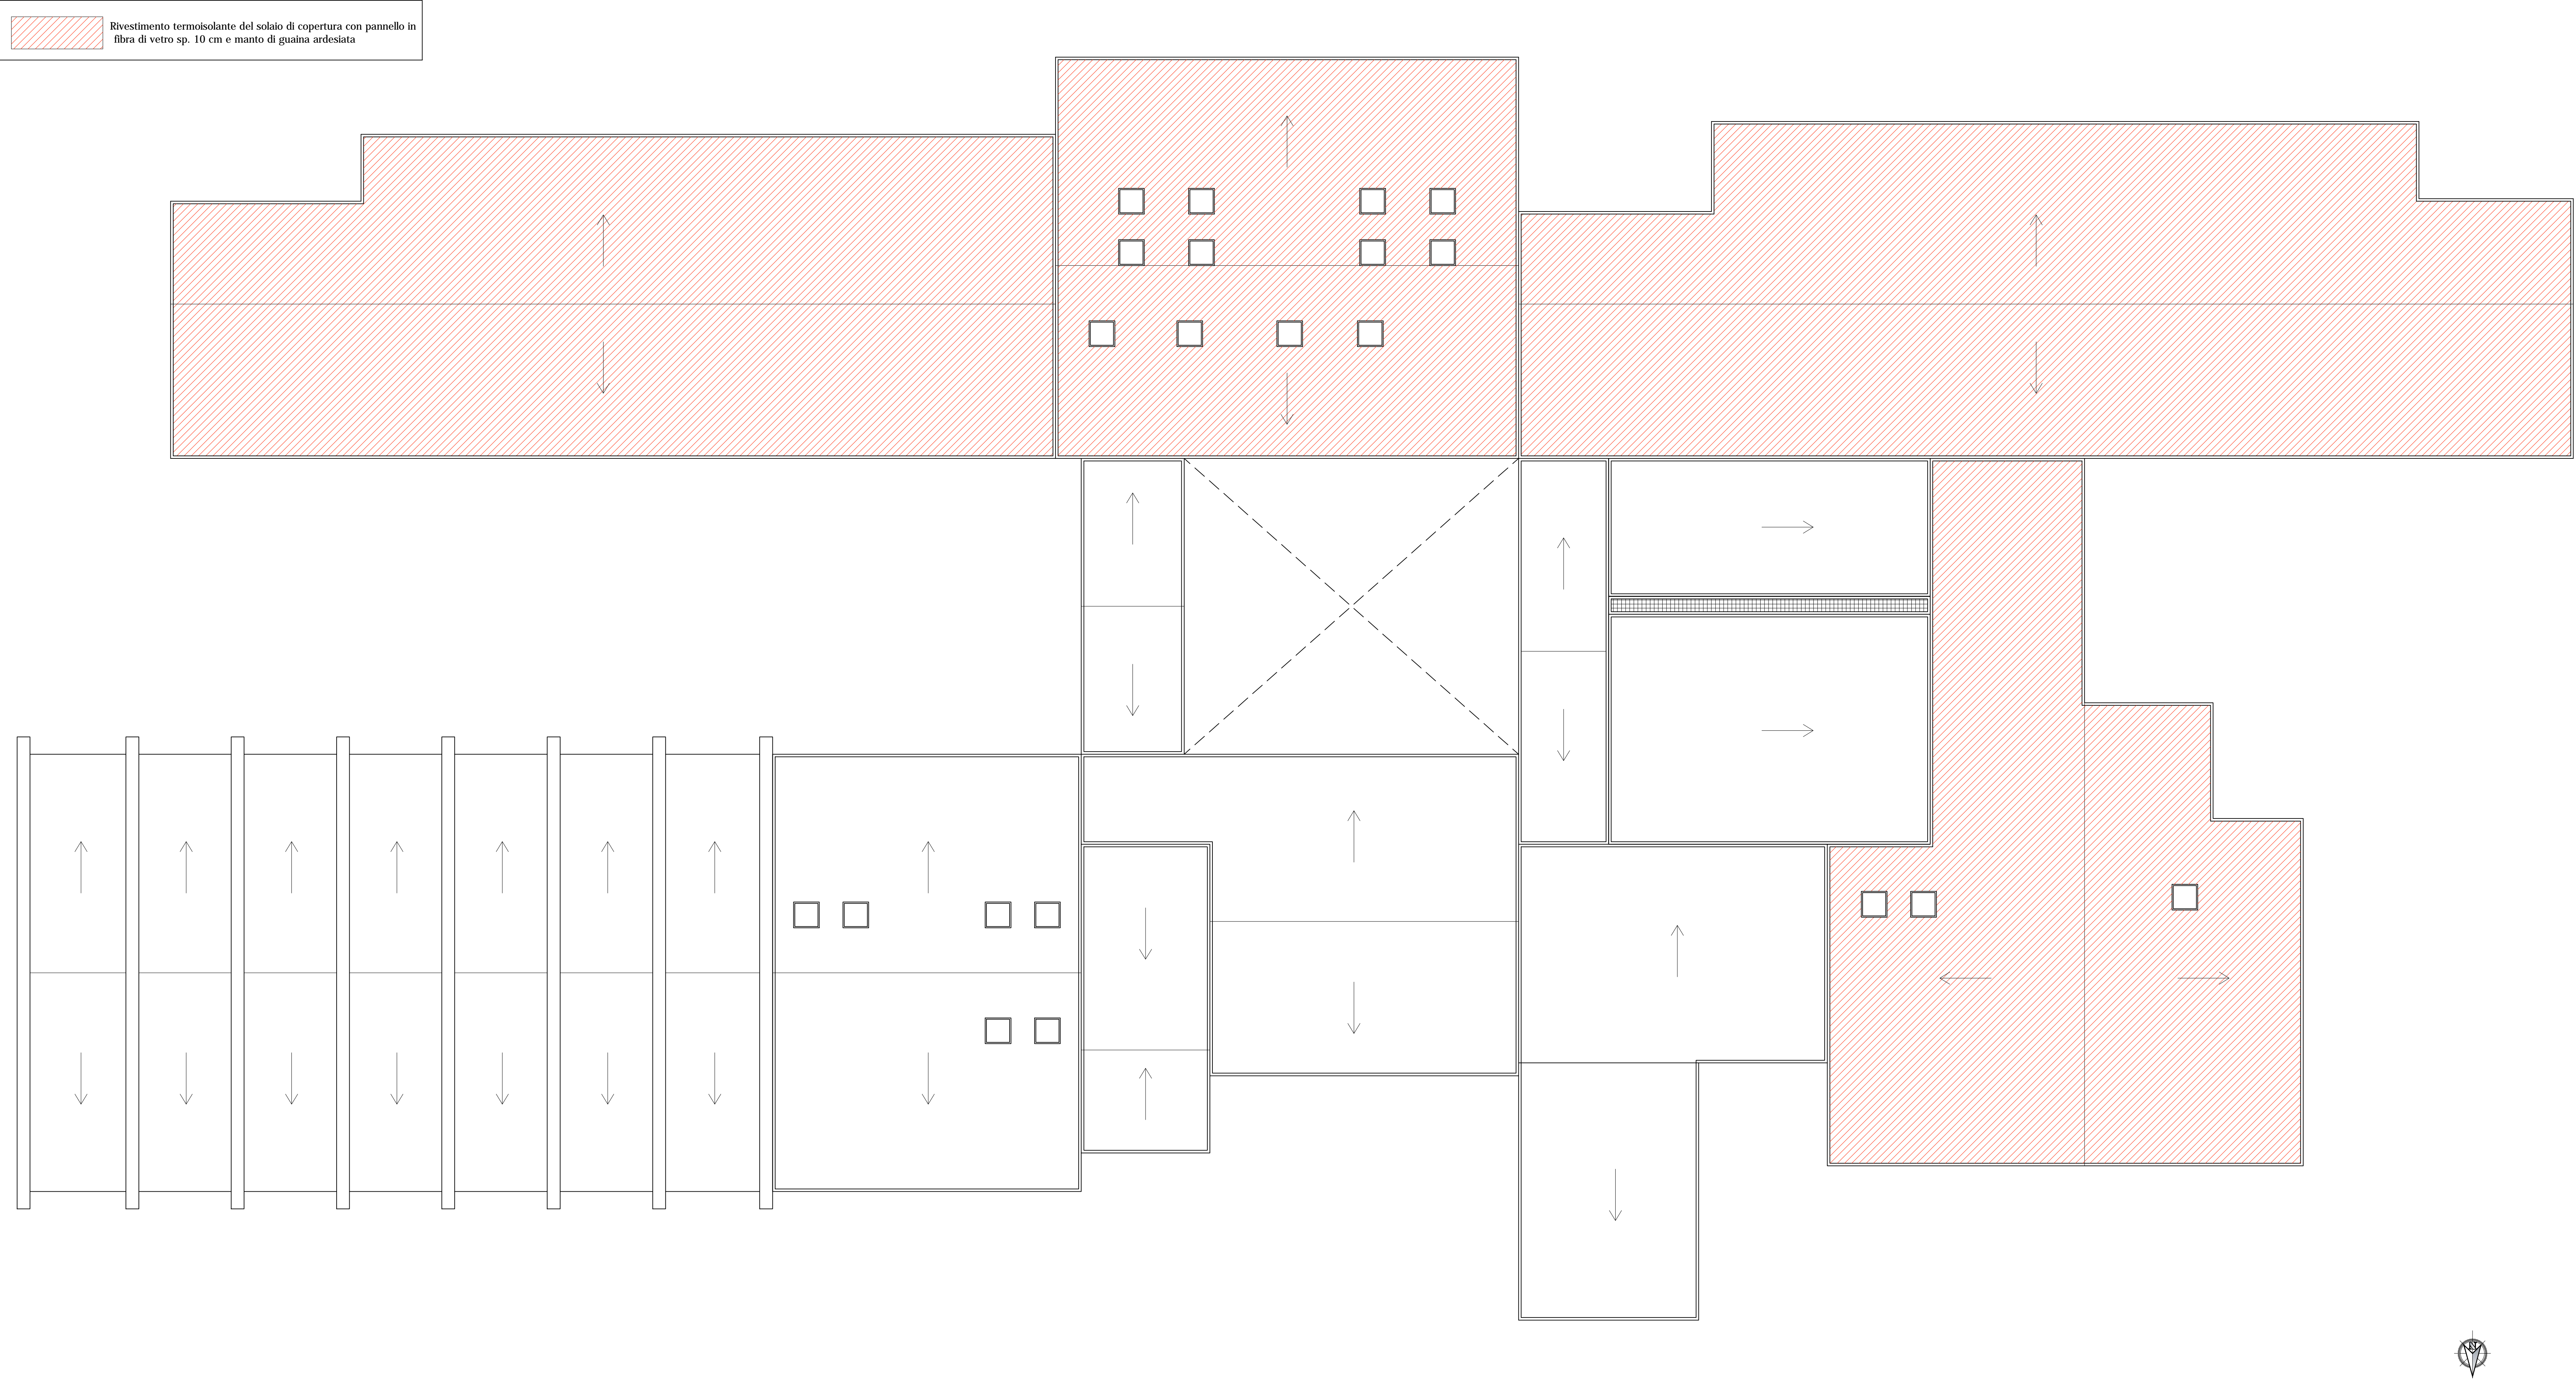 Rivestimento termoisolante del solaio di copertura con pannello in
fibra di vetro sp. 10 cm e manto di guaina ardesiata
N